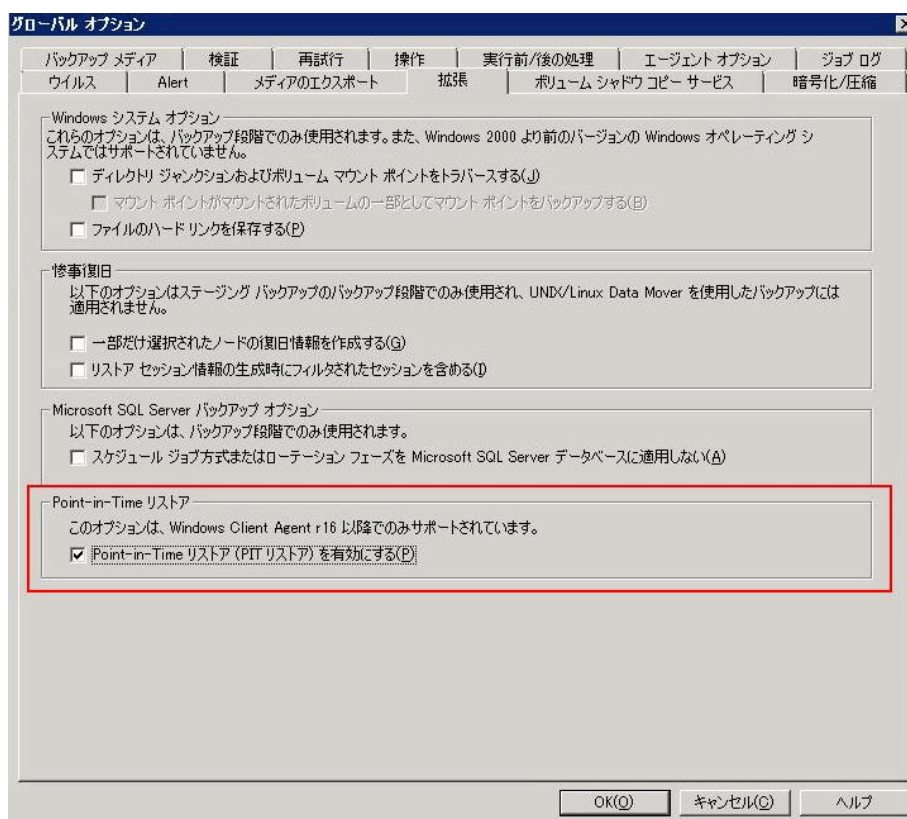 グローバル オプション
バックアップ メディア
検証
再試行
操作
実行前/後の処理
エージェント オプション
ジョブ ログ
ウイルス
Alert
メディアのエクスポート
拡張
ボリューム シャドウ コピー サービス
暗号化/圧縮
Windows システム オプション
これらのオプションは、バックアップ段階でのみ使用されます。また、Windows 2000 より前のバージョンの Windows オペレーティング シ
ステムではサポートされていません。
ディレクトリ ジャンクションおよびボリューム マウント ポイントをトラバースする(J)
マウント ポイントがマウントされたボリュームの一部としてマウント ポイントをバックアップする(B)
ファイルのハード リンクを保存する(P)
惨事復旧
以下のオプションはステージング バックアップのバックアップ段階でのみ使用され、UNIX/Linux Data Mover を使用したバックアップには
適用されません。
一部だけ選択されたノードの復旧情報を作成する(G)
リストア セッション情報の生成時にフィルタされたセッションを含める(I)
Microsoft SQL Server バックアップ オプション
以下のオプションは、バックアップ段階でのみ使用されます。
スケジュール ジョブ方式またはローテーション フェーズを Microsoft SQL Server データベースに適用しない(A)
Point-in-Time リストア
このオプションは、Windows Client Agent r16 以降でのみサポートされています。
Point-in-Time リストア (PIT リストア) を有効にする(P)
OK(O)
キャンセル(C)
ヘルプ